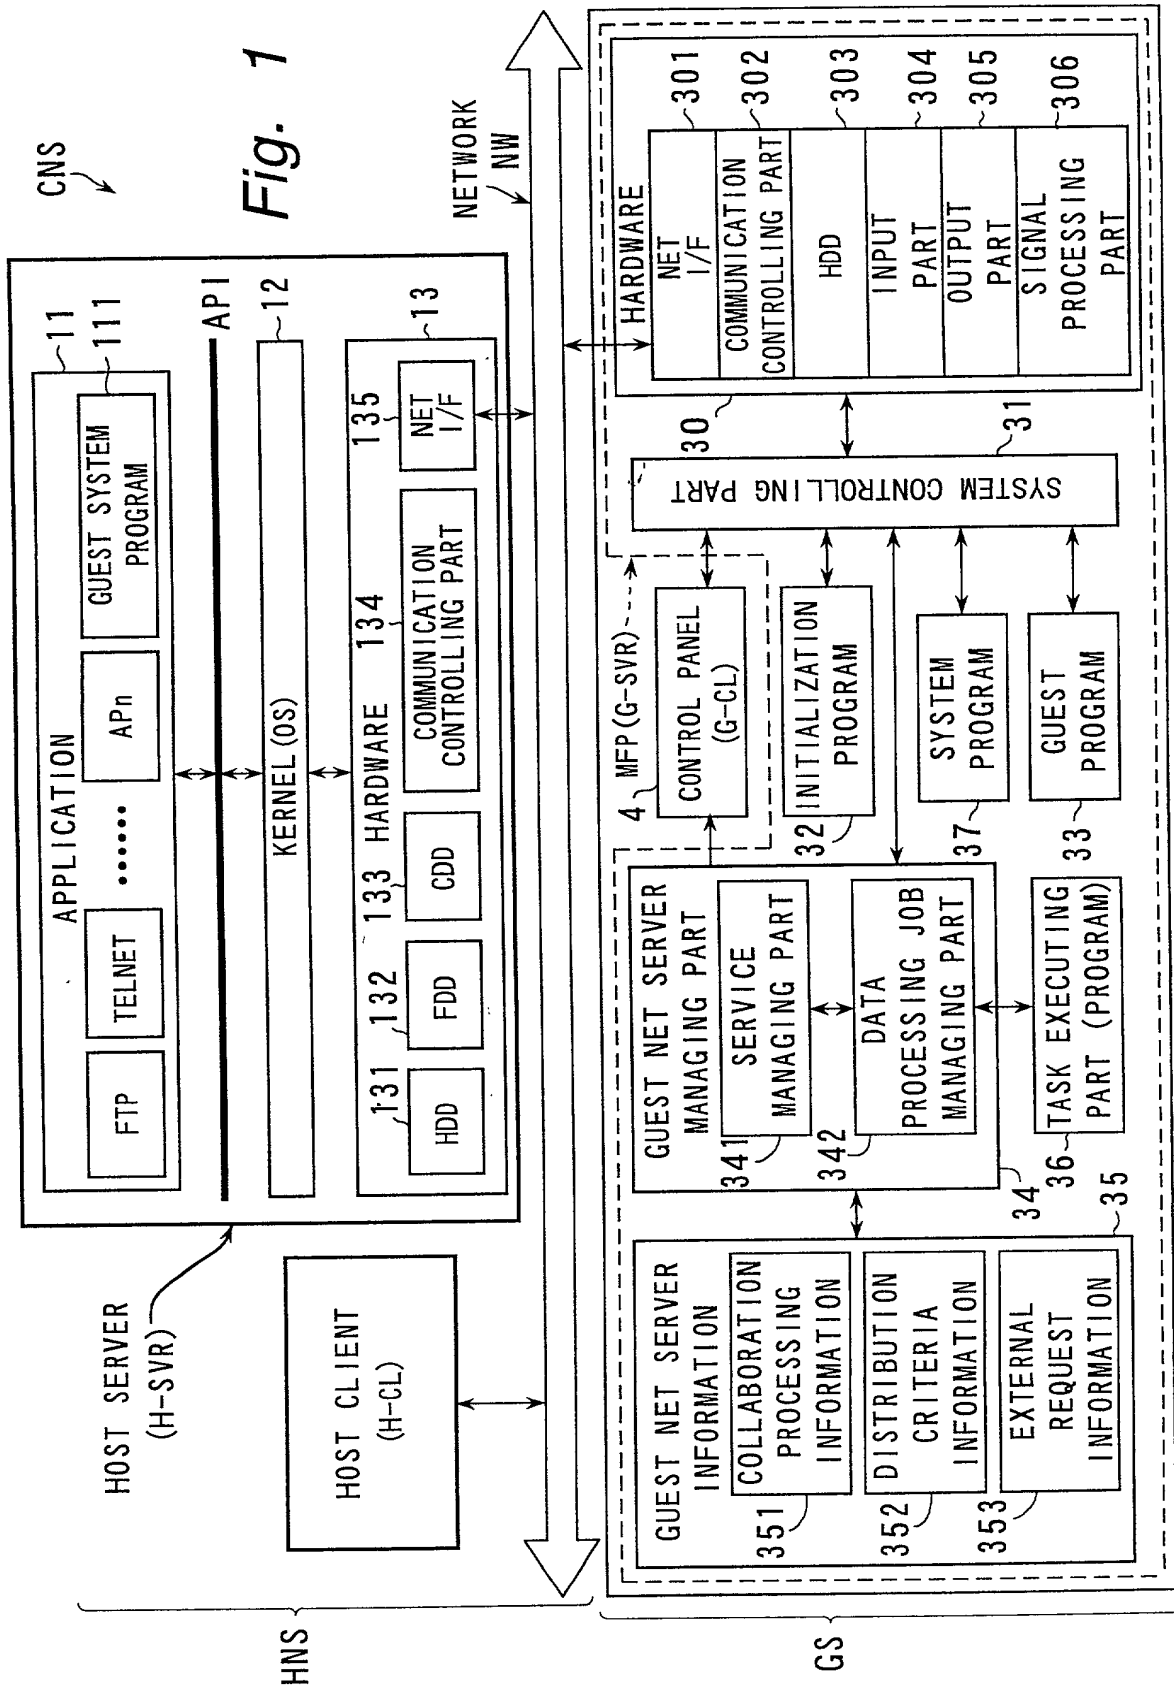 CNS
Fig. 1
HOST SERVER
(H-SVR)
APPLICATION
11
FTP
TELNET
APn
GUEST SYSTEM
PROGRAM
111
API
KERNEL(OS)
12
HARDWARE
13
131
HDD
132
FDD
133
CDD
134
COMMUNICATION
CONTROLLING PART
135
NET
I/F
HOST CLIENT
(H-CL)
NETWORK
NW
HNS
GS
GUEST NET SERVER
INFORMATION
COLLABORATION
PROCESSING
INFORMATION
351
DISTRIBUTION
CRITERIA
INFORMATION
352
EXTERNAL
REQUEST
INFORMATION
353
35
GUEST NET SERVER
MANAGING PART
SERVICE
MANAGING PART
341
DATA
PROCESSING JOB
MANAGING PART
342
34
TASK EXECUTING
PART (PROGRAM)
36
MFP(G-SVR)
4
CONTROL PANEL
(G-CL)
INITIALIZATION
PROGRAM
32
SYSTEM
PROGRAM
37
GUEST
PROGRAM
33
SYSTEM CONTROLLING PART
31
30
HARDWARE
NET
I/F
301
COMMUNICATION
CONTROLLING PART
302
HDD
303
INPUT
PART
304
OUTPUT
PART
305
SIGNAL
PROCESSING
PART
306